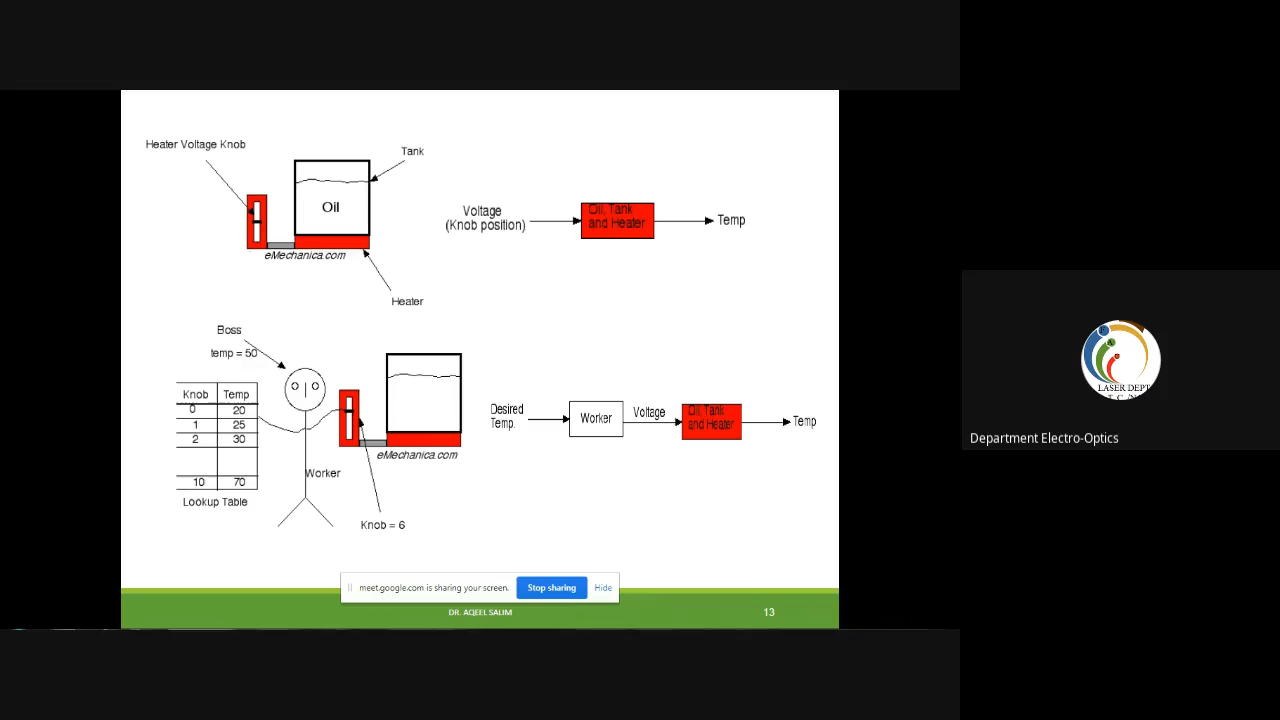 Heater Voltage Knob
Tank
Oil
eMechanica.com
Heater
Voltage
(Knob position)
Oil, Tank
and Heater
Temp
Boss
temp = 50
Knob Temp
0 20
1 25
2 30
10 70
Lookup Table
Worker
Knob = 6
eMechanica.com
Desired
Temp.
Worker
Voltage
Oil, Tank
and Heater
Temp
meet.google.com is sharing your screen.
Stop sharing
Hide
DR. AQEEL SALIM
13
LASER DEPT
Department Electro-Optics